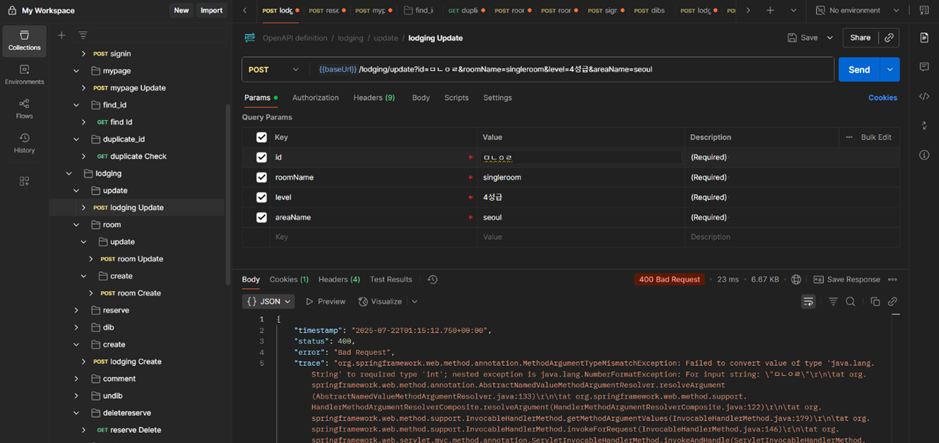 My Workspace
New
Import
POST lodg
POST rese
POST myp
find_i
GET dupli
POST roor
POST roor
POST sigr
POST dibs
POST lodg
POST
No environment
Collections
Environments
Flows
History
POST signin
mypage
POST mypage Update
find_id
GET find Id
duplicate_id
GET duplicate Check
lodging
update
POST lodging Update
room
update
POST room Update
create
POST room Create
reserve
dib
create
POST lodging Create
comment
undib
deletereserve
POST reserve Delete
OpenAPI definition / lodging / update / lodging Update
Save
Share
POST
{{baseUrl}} /lodging/update?id=ㅁㄴㅇㄹ&roomName=singleroom&level=4성급&areaName=seoul
Send
Params
Authorization
Headers (9)
Body
Scripts
Settings
Cookies
Query Params
Key Value Description
Bulk Edit
id * ㅁㄴㅇㄹ (Required)
roomName * singleroom (Required)
level * 4성급 (Required)
areaName * seoul (Required)
Key Value Description
Body
Cookies (1)
Headers (4)
Test Results
400 Bad Request
23 ms
6.67 KB
Save Response
{} JSON
Preview
Visualize
1 {
2 "timestamp": "2025-07-22T01:15:12.750+00:00",
3 "status": 400,
4 "error": "Bad Request",
5 "trace": "org.springframework.web.method.annotation.MethodArgumentTypeMismatchException: Failed to convert value of type 'java.lang.
String' to required type 'int'; nested exception is java.lang.NumberFormatException: For input string: \"ㅁㄴㅇㄹ\"\r\n\tat org.
springframework.web.method.annotation.AbstractNamedValueMethodArgumentResolver.resolveArgument
(AbstractNamedValueMethodArgumentResolver.java:133)\r\n\tat org.springframework.web.method.support.
HandlerMethodArgumentResolverComposite.resolveArgument(HandlerMethodArgumentResolverComposite.java:122)\r\n\tat org.
springframework.web.method.support.InvocableHandlerMethod.getMethodArgumentValues(InvocableHandlerMethod.java:179)\r\n\tat org.
springframework.web.method.support.InvocableHandlerMethod.invokeForRequest(InvocableHandlerMethod.java:146)\r\n\tat org.
springframework.web.servlet.mvc.method.annotation.ServletInvocableHandlerMethod.invokeAndHandle(ServletInvocableHandlerMethod